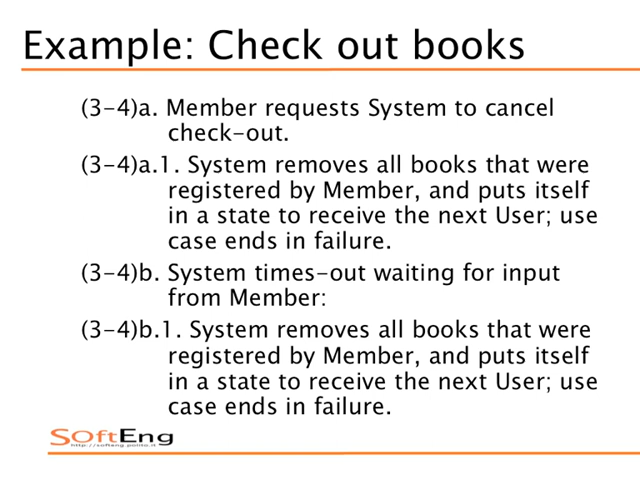 Example: Check out books
(3-4)a. Member requests System to cancel
check-out.
(3-4)a.1. System removes all books that were
registered by Member, and puts itself
in a state to receive the next User; use
case ends in failure.
(3-4)b. System times-out waiting for input
from Member:
(3-4)b.1. System removes all books that were
registered by Member, and puts itself
in a state to receive the next User; use
case ends in failure.
SOftEng
http://softeng.polito.it